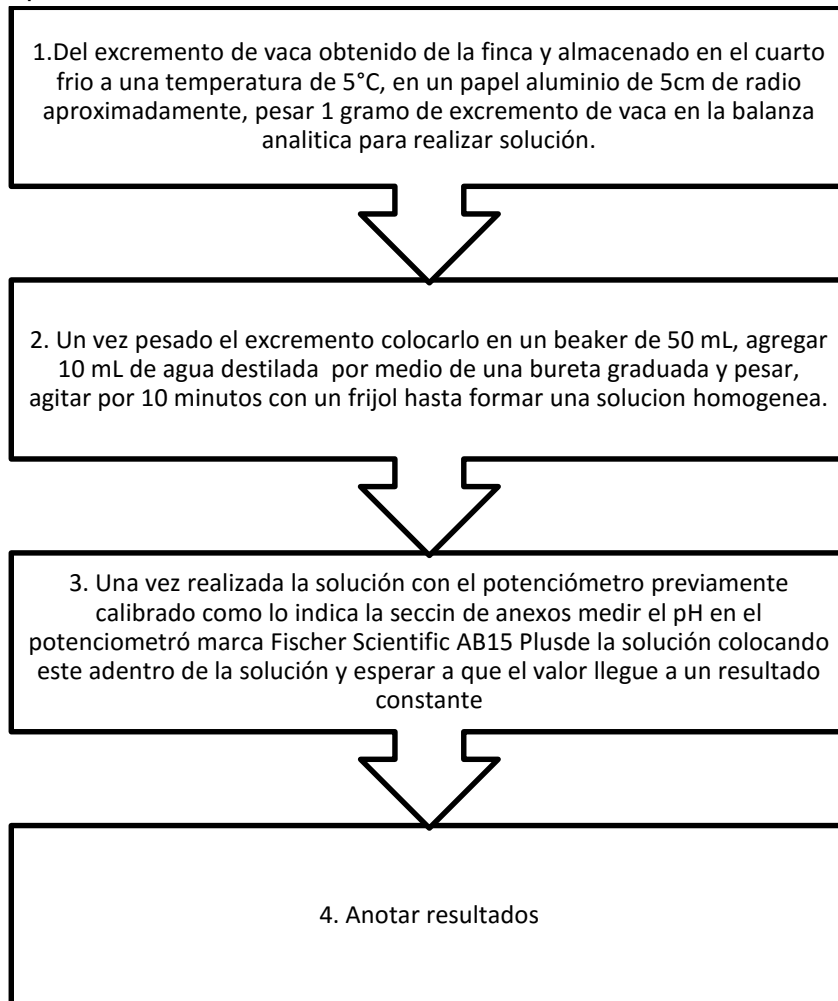 1.Del excremento de vaca obtenido de la finca y almacenado en el cuarto
frio a una temperatura de 5°C, en un papel aluminio de 5cm de radio
aproximadamente, pesar 1 gramo de excremento de vaca en la balanza
analitica para realizar solución.
2. Un vez pesado el excremento colocarlo en un beaker de 50 mL, agregar
10 mL de agua destilada  por medio de una bureta graduada y pesar,
agitar por 10 minutos con un frijol hasta formar una solucion homogenea.
3. Una vez realizada la solución con el potenciómetro previamente
calibrado como lo indica la seccin de anexos medir el pH en el
potenciometró marca Fischer Scientific AB15 Plusde la solución colocando
este adentro de la solución y esperar a que el valor llegue a un resultado
constante
4. Anotar resultados